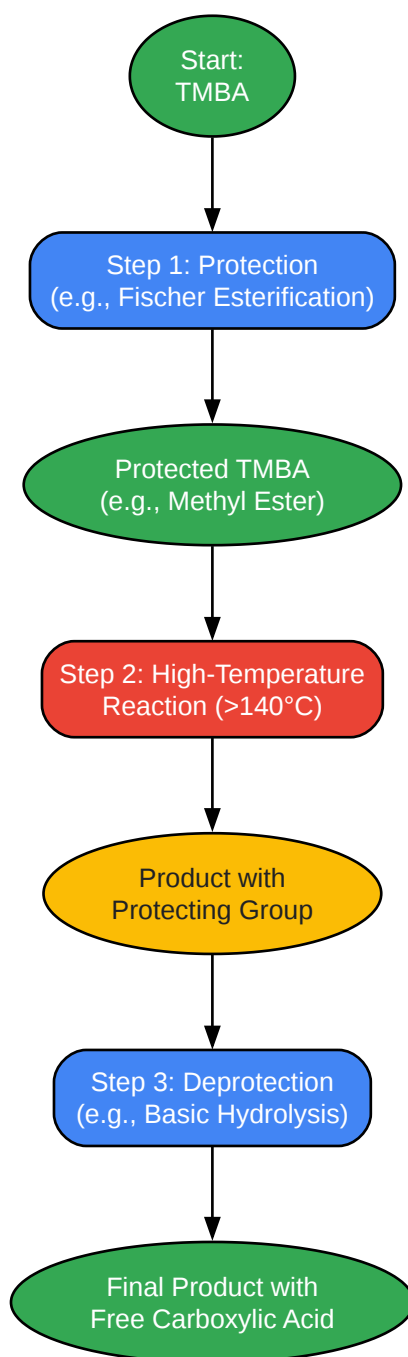 Start:
TMBA
Step 1: Protection
(e.g., Fischer Esterification)
Protected TMBA
(e.g., Methyl Ester)
Step 2: High-Temperature
Reaction (>140°C)
Product with
Protecting Group
Step 3: Deprotection
(e.g., Basic Hydrolysis)
Final Product with
Free Carboxylic Acid